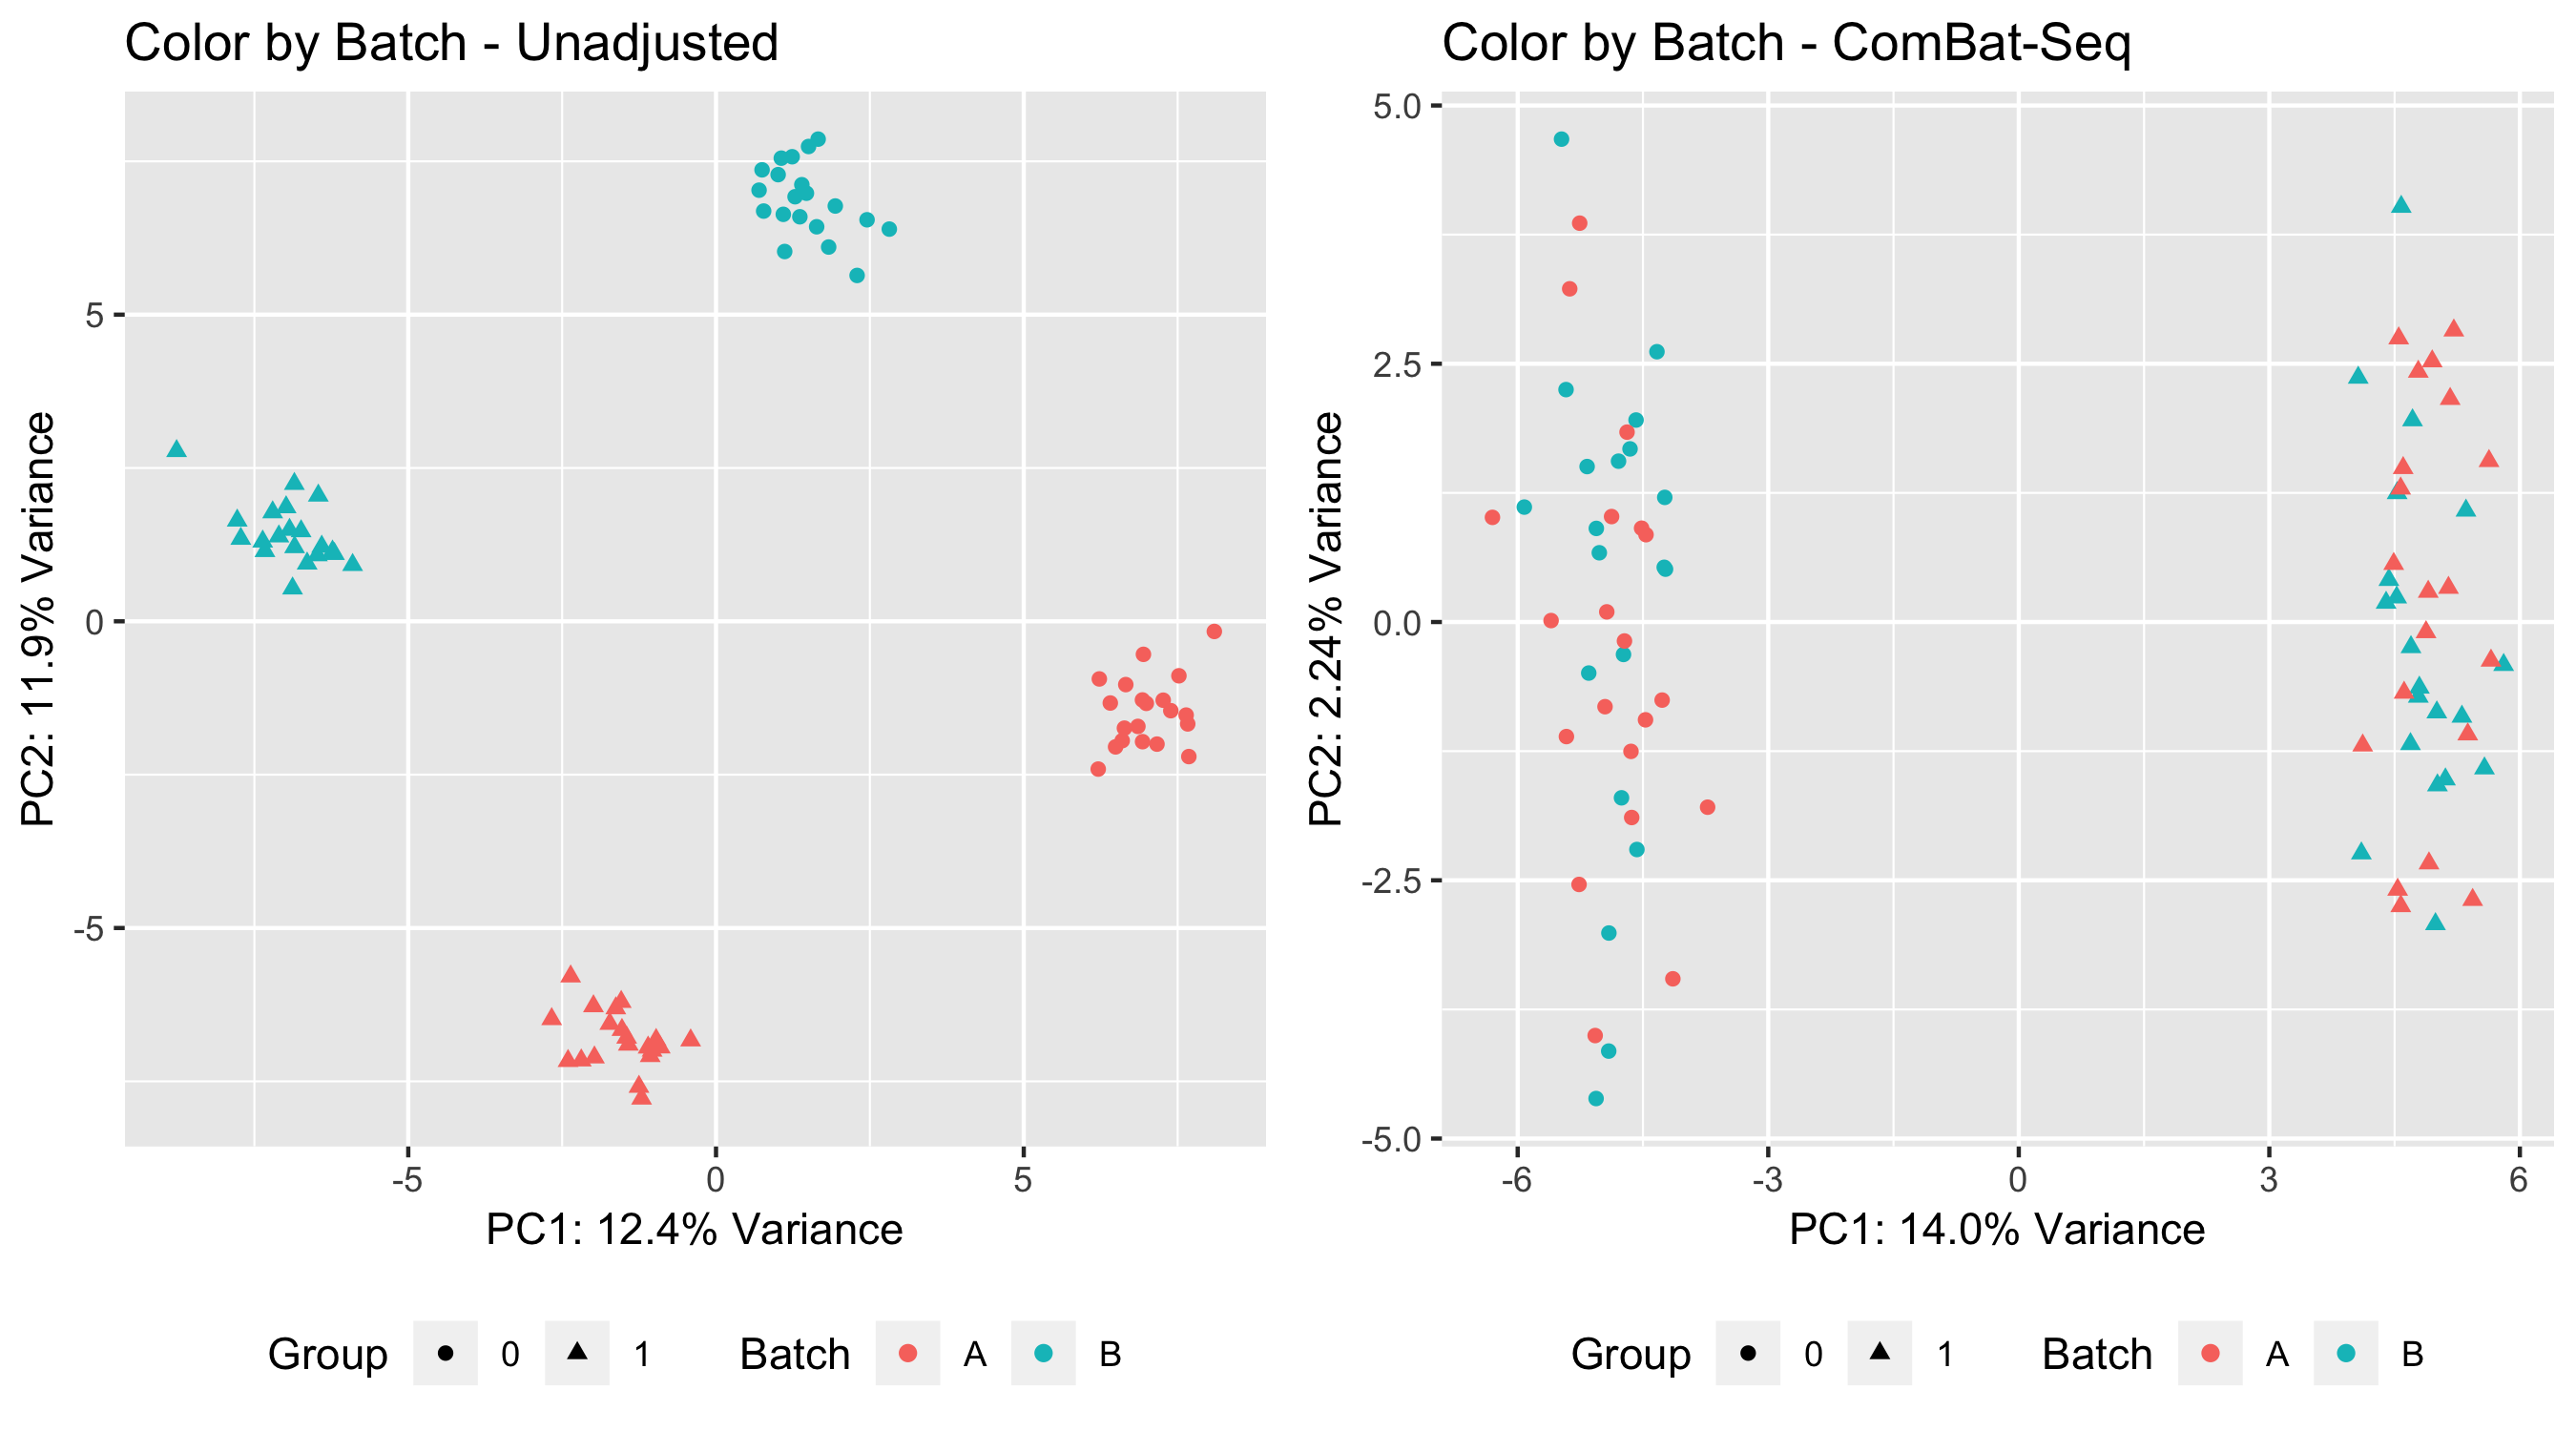 Color by Batch - Unadjusted
PC2: 11.9% Variance
5
0
-5
-5 0 5
PC1: 12.4% Variance
Group 0 1 Batch A B
Color by Batch - ComBat-Seq
PC2: 2.24% Variance
5.0
2.5
0.0
-2.5
-5.0
-6 -3 0 3 6
PC1: 14.0% Variance
Group 0 1 Batch A B